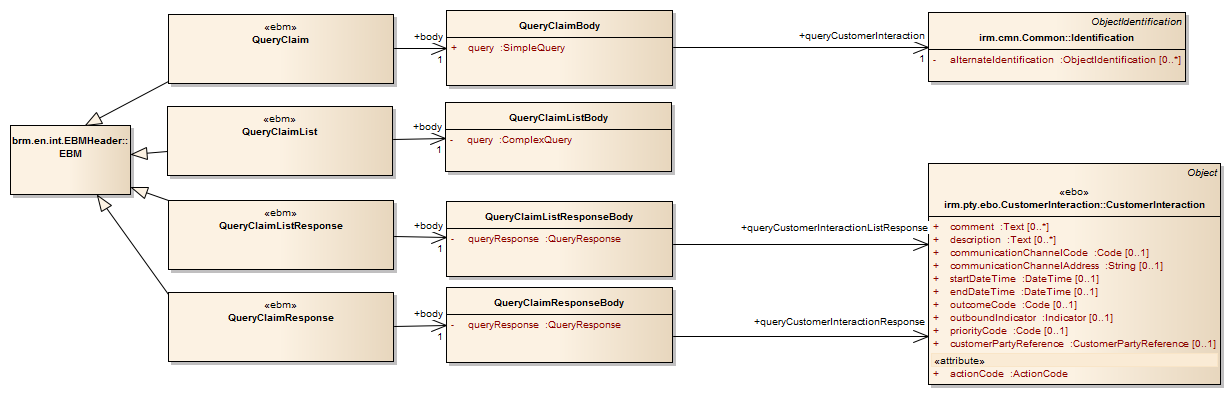 brm.en.int.EBMHeader::
EBM
«ebm»
QueryClaim
+body
1
QueryClaimBody
+ query :SimpleQuery
+queryCustomerInteraction
1
ObjectIdentification
irm.cmn.Common::Identification
- alternateIdentification :ObjectIdentification [0..*]
«ebm»
QueryClaimList
+body
1
QueryClaimListBody
- query :ComplexQuery
«ebm»
QueryClaimListResponse
+body
1
QueryClaimListResponseBody
- queryResponse :QueryResponse
+queryCustomerInteractionListResponse
«ebm»
QueryClaimResponse
+body
1
QueryClaimResponseBody
- queryResponse :QueryResponse
+queryCustomerInteractionResponse
Object
«ebo»
irm.pty.ebo.CustomerInteraction::CustomerInteraction
+ comment :Text [0..*]
+ description :Text [0..*]
+ communicationChannelCode :Code [0..1]
+ communicationChannelAddress :String [0..1]
+ startDateTime :DateTime [0..1]
+ endDateTime :DateTime [0..1]
+ outcomeCode :Code [0..1]
+ outboundIndicator :Indicator [0..1]
+ priorityCode :Code [0..1]
+ customerPartyReference :CustomerPartyReference [0..1]
«attribute»
+ actionCode :ActionCode